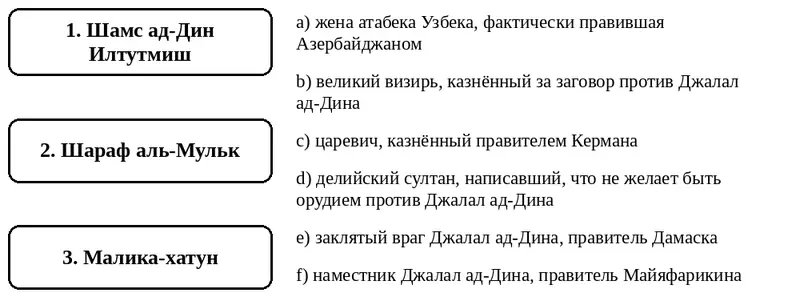 1. Шамс ад-Дин
Илтутмиш
2. Шараф аль-Мульк
3. Малика-хатун
a) жена атабека Узбека, фактически правившая
Азербайджаном
b) великий визирь, казнённый за заговор против Джалал
ад-Дина
c) царевич, казнённый правителем Кермана
d) делийский султан, написавший, что не желает быть
орудием против Джалал ад-Дина
e) заклятый враг Джалал ад-Дина, правитель Дамаска
f) наместник Джалал ад-Дина, правитель Майяфарикина